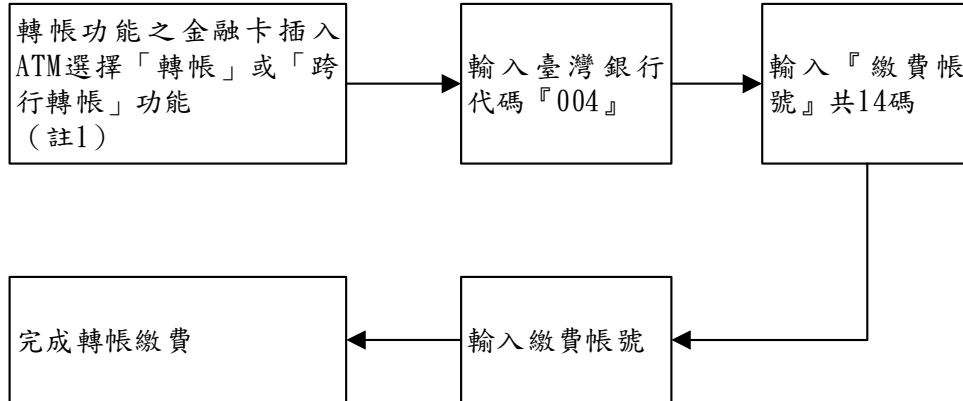 轉帳功能之金融卡插入
ATM選擇「轉帳」或「跨
行轉帳」功能
（註1）
輸入臺灣銀行
代碼『004』
輸入『繳費帳
號』共14碼
輸入繳費帳號
完成轉帳繳費